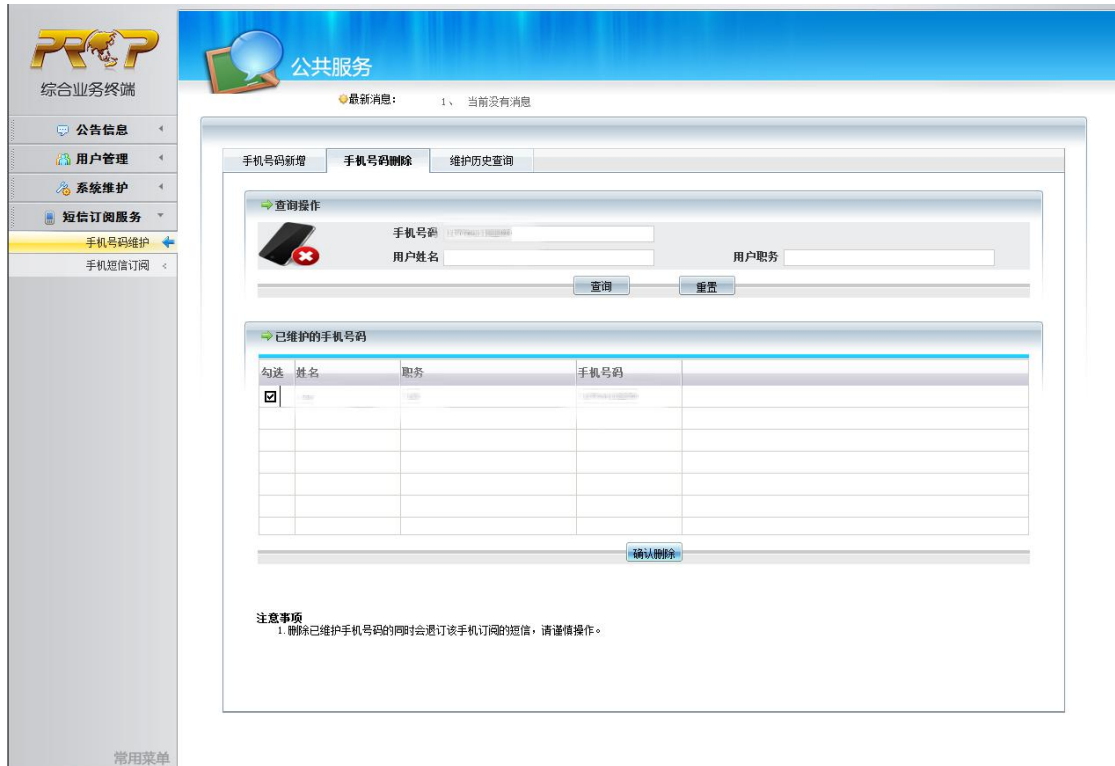 PROP
综合业务终端
公共服务
最新消息： 1、 当前没有消息
公告信息
用户管理
系统维护
短信订阅服务
手机号码维护
手机短信订阅
常用菜单
手机号码新增 手机号码删除 维护历史查询
查询操作
手机号码
用户姓名 用户职务
查询 重置
已维护的手机号码
勾选 姓名 职务 手机号码
确认删除
注意事项
1.删除已维护手机号码的同时会退订该手机订阅的短信，请谨慎操作。